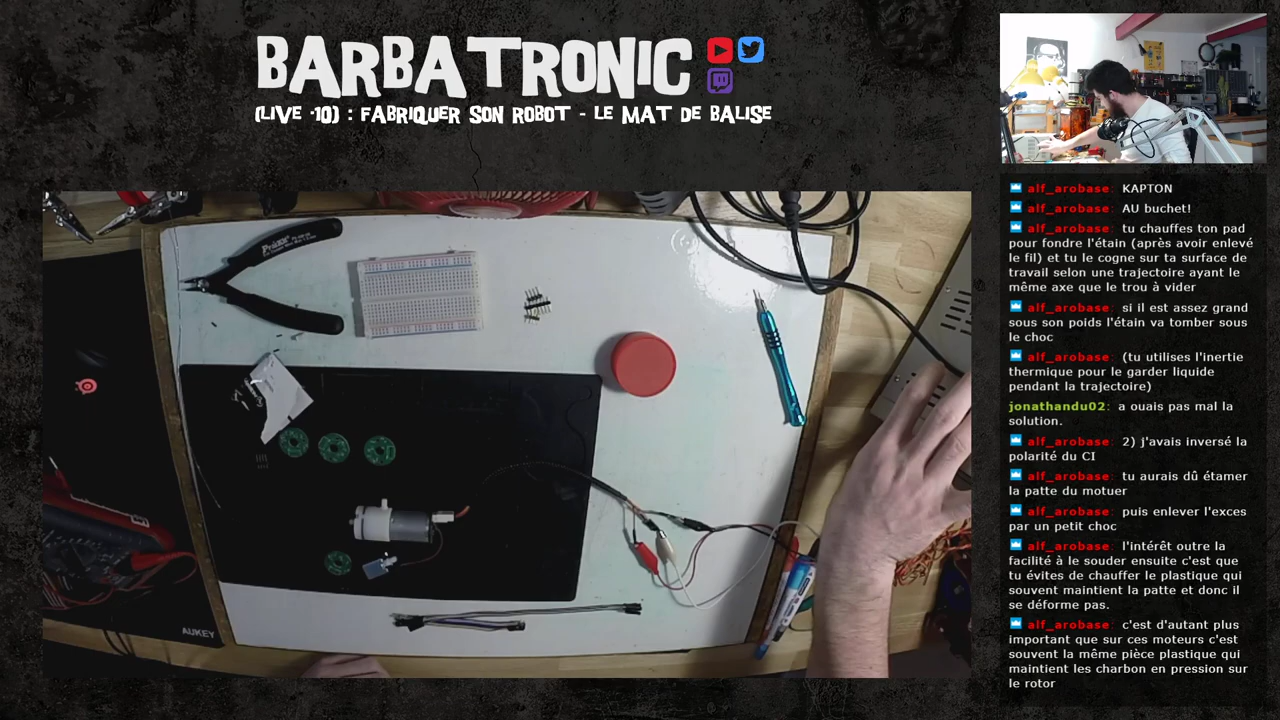 BARBATRONIC
(LIVE -10) : FABRIQUER SON ROBOT - LE MAT DE BALISE
alf_arobase: KAPTON
alf_arobase: AU buchet!
alf_arobase: tu chauffes ton pad
pour fondre l'étain (après avoir enlevé
le fil) et tu le cogne sur ta surface de
travail selon une trajectoire ayant le
même axe que le trou à vider
alf_arobase: si il est assez grand
sous son poids l'étain va tomber sous
le choc
alf_arobase: (tu utilises l'inertie
thermique pour le garder liquide
pendant la trajectoire)
jonathandu02: a ouais pas mal la
solution.
alf_arobase: 2) j'avais inversé la
polarité du CI
alf_arobase: tu aurais dû étamer
la patte du motuer
alf_arobase: puis enlever l'exces
par un petit choc
alf_arobase: l'intérêt outre la
facilité à le souder ensuite c'est que
tu évites de chauffer le plastique qui
souvent maintient la patte et donc il
se déforme pas.
alf_arobase: c'est d'autant plus
important que sur ces moteurs c'est
souvent la même pièce plastique qui
maintient les charbon en pression sur
le rotor
AUKEY